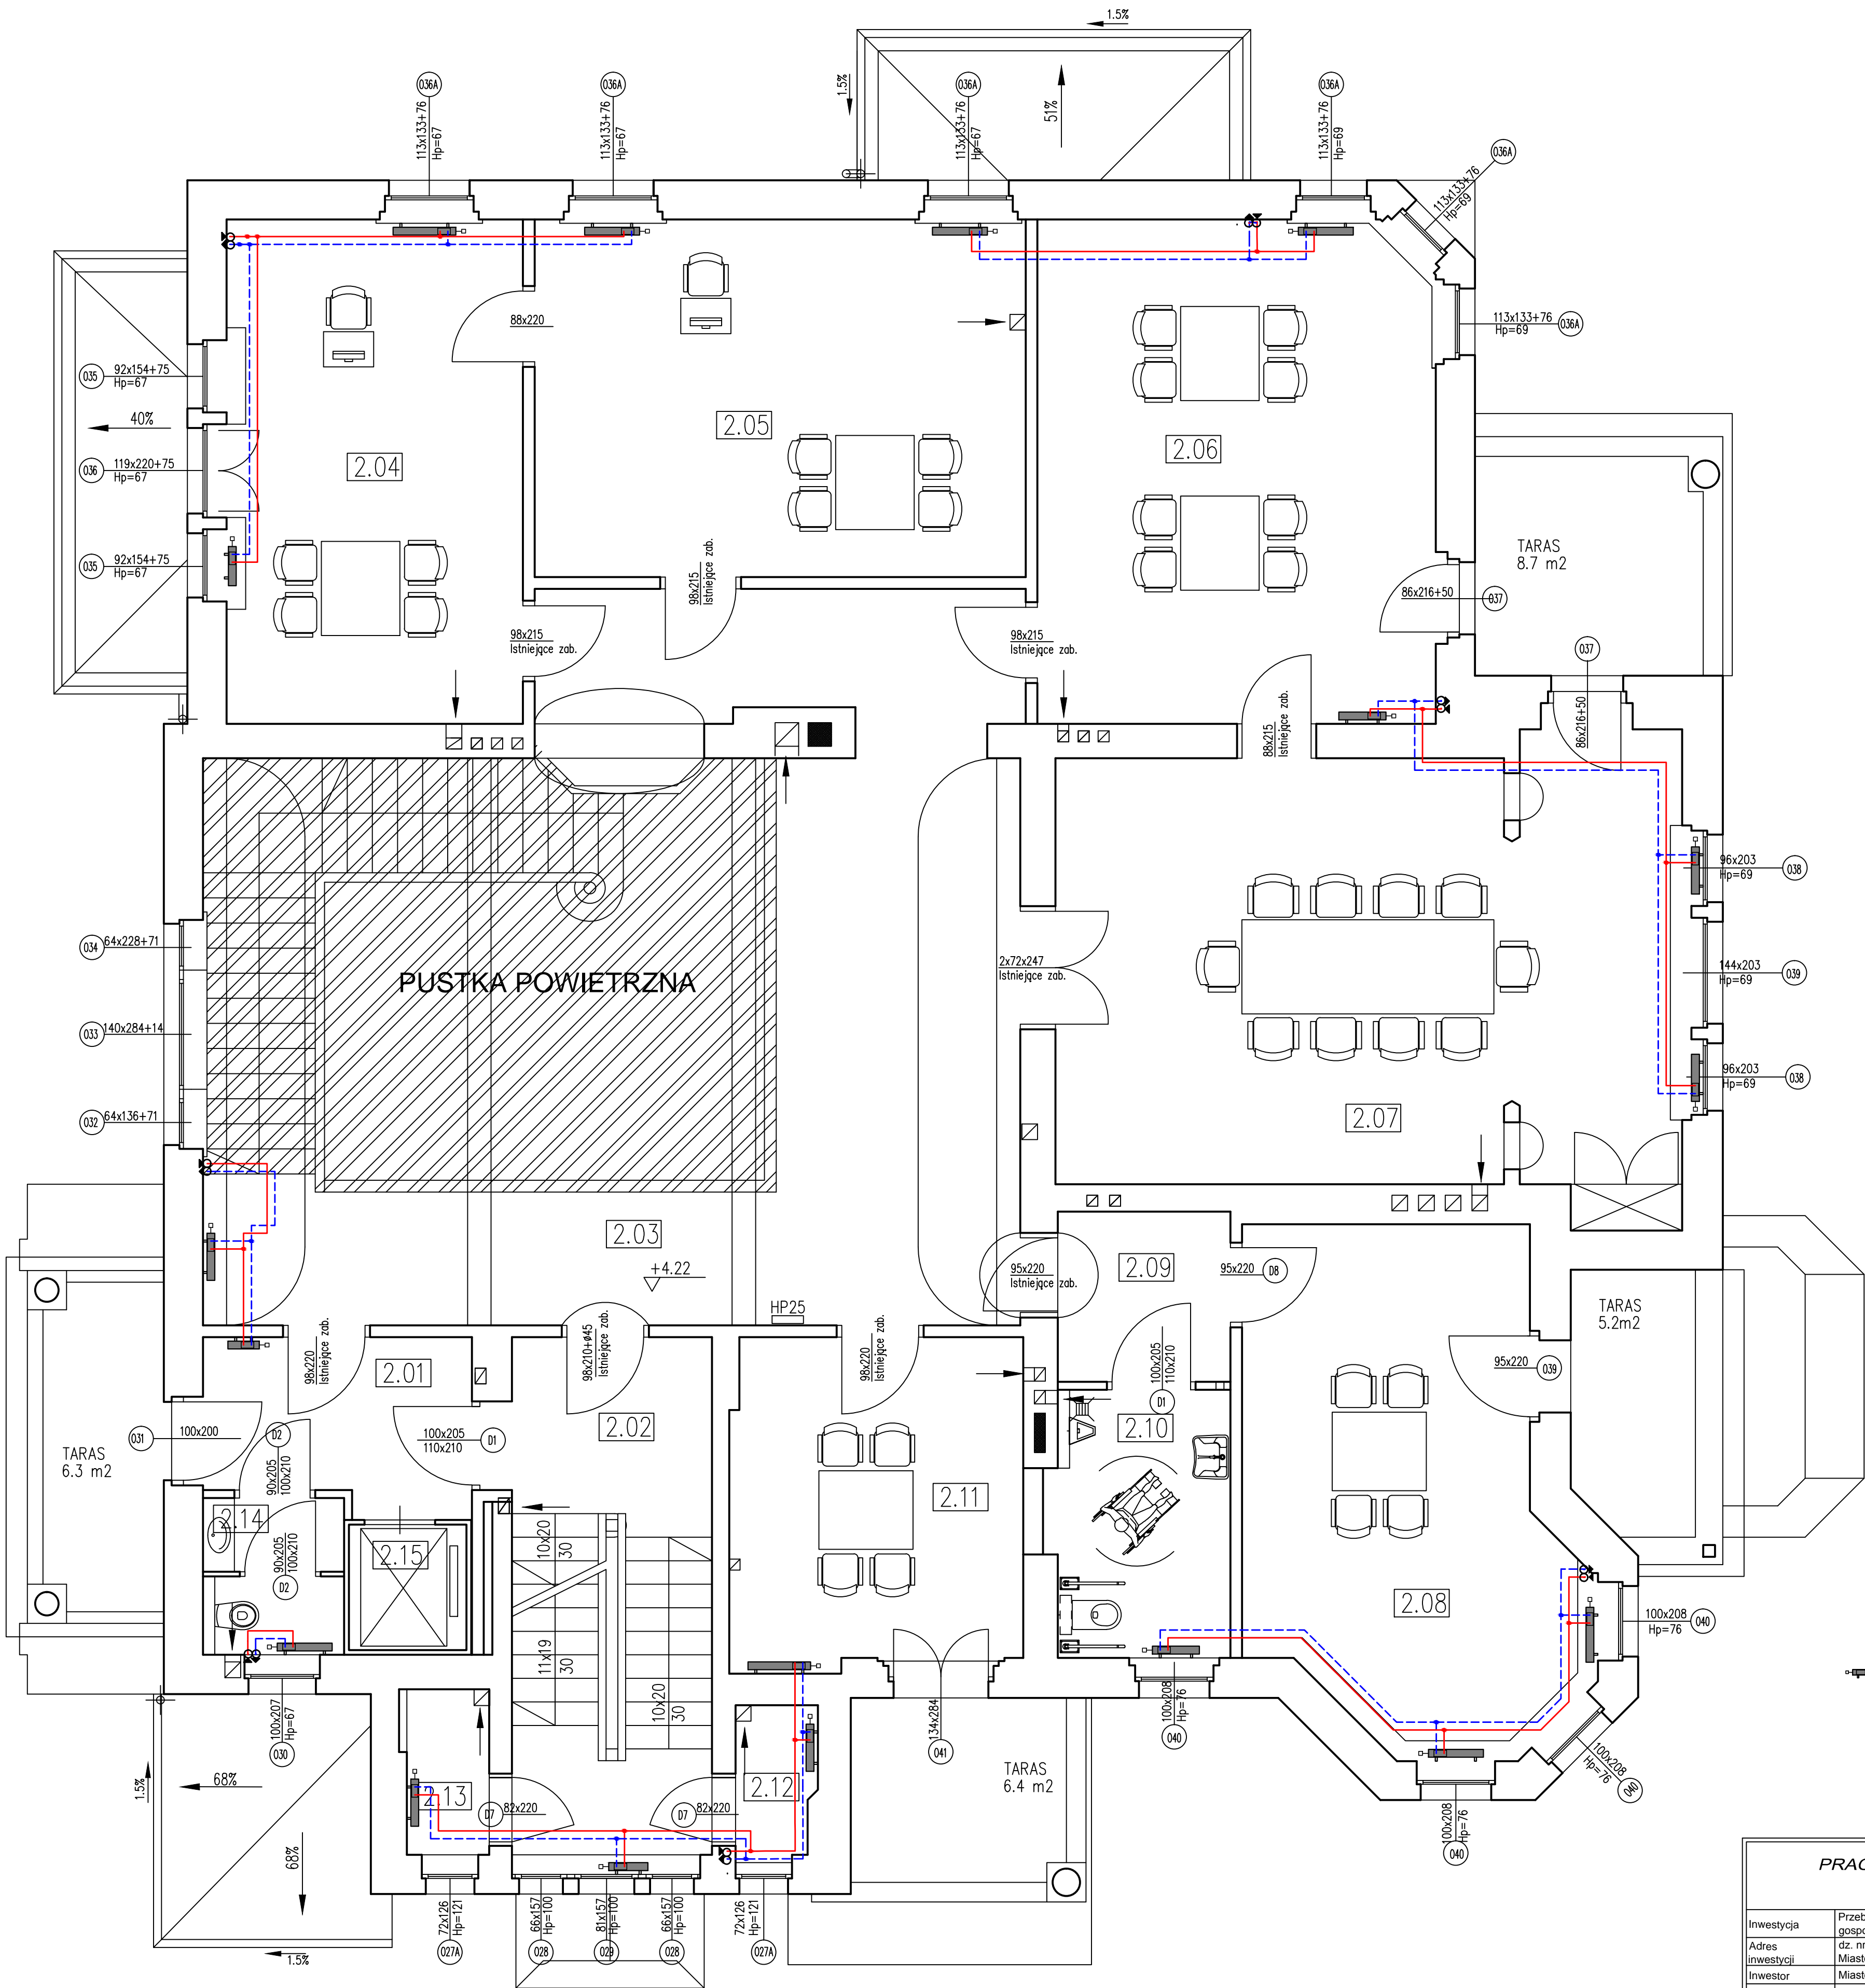 1.5%
1.5%
51%
036A
113x133+76
Hp=67
036A
113x133+76
Hp=67
036A
113x133+76
Hp=67
036A
113x133+76
Hp=69
036A
113x133+76
Hp=69
113x133+76
Hp=69
036A
88x220
035
92x154+75
Hp=67
40%
036
119x220+75
Hp=67
035
92x154+75
Hp=67
2.04
2.05
2.06
TARAS
8.7 m2
98x215
Istniejące zab.
98x215
Istniejące zab.
98x215
Istniejące zab.
86x216+50
037
037
86x216+50
88x215
Istniejące zab.
96x203
Hp=69
038
034
64x228+71
PUSTKA POWIETRZNA
2x72x247
Istniejące zab.
144x203
Hp=69
039
033
140x284+14
96x203
Hp=69
038
032
64x136+71
2.07
2.03
+4.22
HP25
95x220
Istniejące zab.
2.09
95x220
D8
TARAS
5.2m2
98x220
Istniejące zab.
2.01
98x210+ø45
Istniejące zab.
98x220
Istniejące zab.
100x205
110x210
D1
95x220
039
031
100x200
TARAS
6.3 m2
D2
90x205
100x210
100x205
110x210
D1
2.02
2.10
2.11
2.14
90x205
100x210
D2
2.15
10x20
30
11x19
30
10x20
30
2.08
100x208
Hp=76
040
100x207
Hp=67
030
134x284
041
100x208
Hp=76
040
100x208
Hp=76
040
100x208
Hp=76
040
1.5%
68%
68%
1.5%
2.13
D7
82x220
D7
82x220
2.12
TARAS
6.4 m2
72x126
Hp=121
027A
66x157
Hp=100
028
81x157
Hp=100
029
66x157
Hp=100
028
72x126
Hp=121
027A
PRAC
Inwestycja
Przeb
gospo
Adres
inwestycji
dz. nr
Miast
Inwestor
Miast